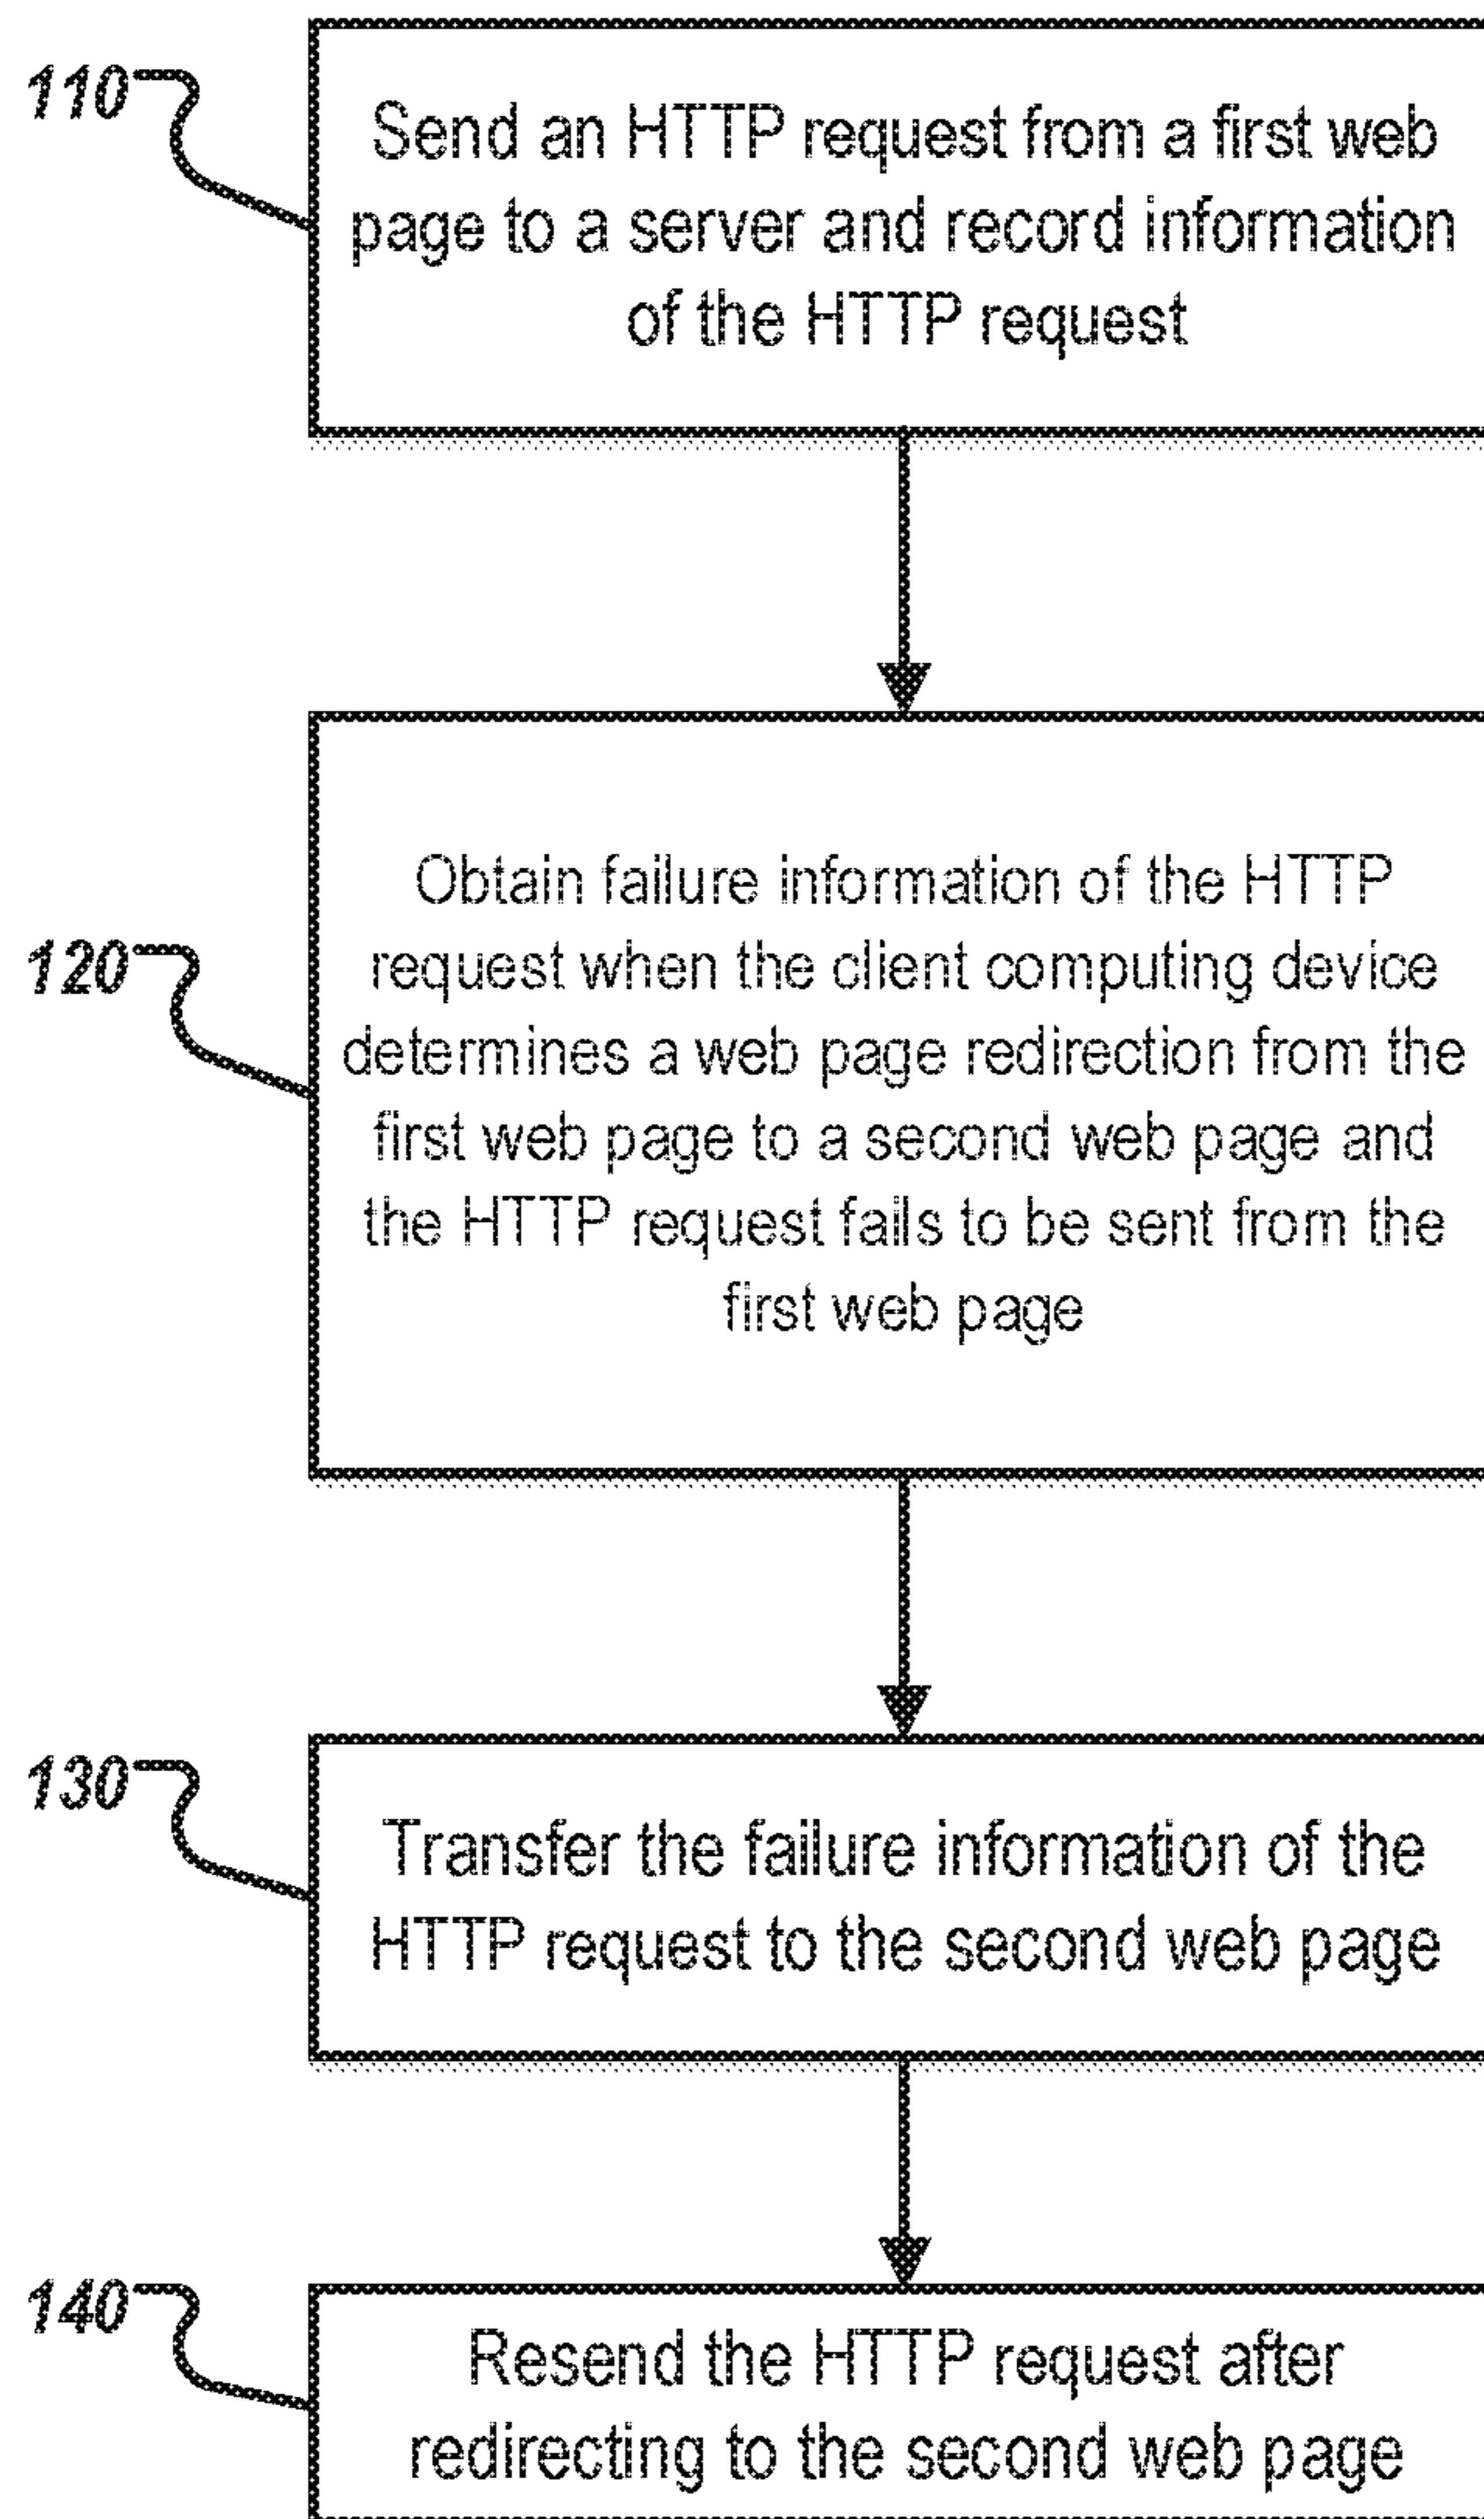 110
Send an HTTP request from a first web
page to a server and record information
of the HTTP request
120
Obtain failure information of the HTTP
request when the client computing device
determines a web page redirection from the
first web page to a second web page and
the HTTP request fails to be sent from the
first web page
130
Transfer the failure information of the
HTTP request to the second web page
140
Resend the HTTP request after
redirecting to the second web page